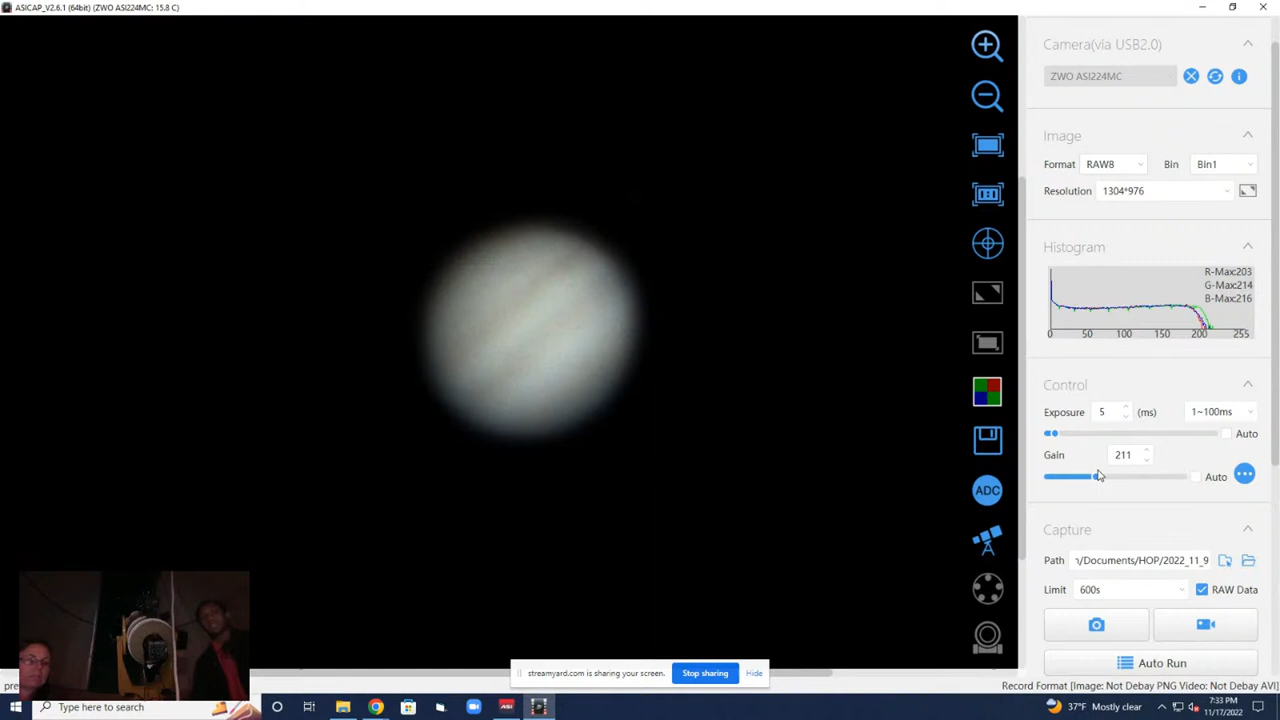 ASICAP_V2.6.1 (64bit) (ZWO ASI224MC: 15.8 C)
Camera(via USB2.0)
ZWO ASI224MC
Image
Format RAW8 Bin Bin1
Resolution 1304*976
Histogram
R-Max:203
G-Max:214
B-Max:216
0 50 100 150 200 255
Control
Exposure 5 (ms) 1~100ms
Auto
Gain 211
Auto
ADC
Capture
Path /Documents/HOP/2022_11_9
Limit 600s RAW Data
Auto Run
streamyard.com is sharing your screen. Stop sharing Hide
Record Format [Image: Not Debay PNG Video: Not Debay AVI]
Type here to search
ASI
37°F Mostly clear
7:33 PM
11/17/2022